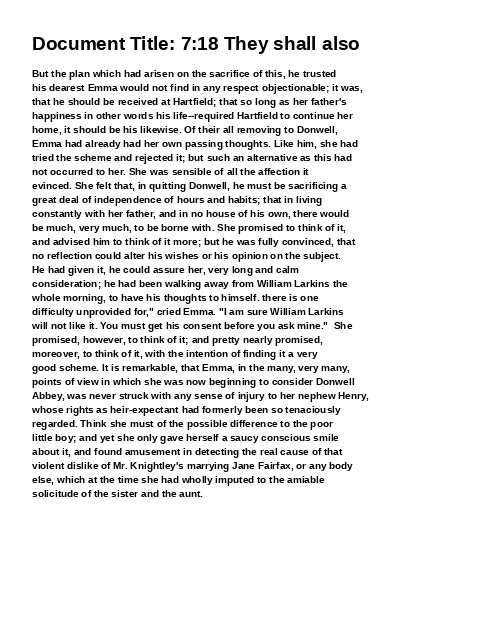 Document Title: 7:18 They shall also
But the plan which had arisen on the sacrifice of this, he trusted
his dearest Emma would not find in any respect objectionable; it was,
that he should be received at Hartfield; that so long as her father's
happiness in other words his life--required Hartfield to continue her
home, it should be his likewise. Of their all removing to Donwell,
Emma had already had her own passing thoughts. Like him, she had
tried the scheme and rejected it; but such an alternative as this had
not occurred to her. She was sensible of all the affection it
evinced. She felt that, in quitting Donwell, he must be sacrificing a
great deal of independence of hours and habits; that in living
constantly with her father, and in no house of his own, there would
be much, very much, to be borne with. She promised to think of it,
and advised him to think of it more; but he was fully convinced, that
no reflection could alter his wishes or his opinion on the subject.
He had given it, he could assure her, very long and calm
consideration; he had been walking away from William Larkins the
whole morning, to have his thoughts to himself. there is one
difficulty unprovided for," cried Emma. "I am sure William Larkins
will not like it. You must get his consent before you ask mine."  She
promised, however, to think of it; and pretty nearly promised,
moreover, to think of it, with the intention of finding it a very
good scheme. It is remarkable, that Emma, in the many, very many,
points of view in which she was now beginning to consider Donwell
Abbey, was never struck with any sense of injury to her nephew Henry,
whose rights as heir-expectant had formerly been so tenaciously
regarded. Think she must of the possible difference to the poor
little boy; and yet she only gave herself a saucy conscious smile
about it, and found amusement in detecting the real cause of that
violent dislike of Mr. Knightley's marrying Jane Fairfax, or any body
else, which at the time she had wholly imputed to the amiable
solicitude of the sister and the aunt.